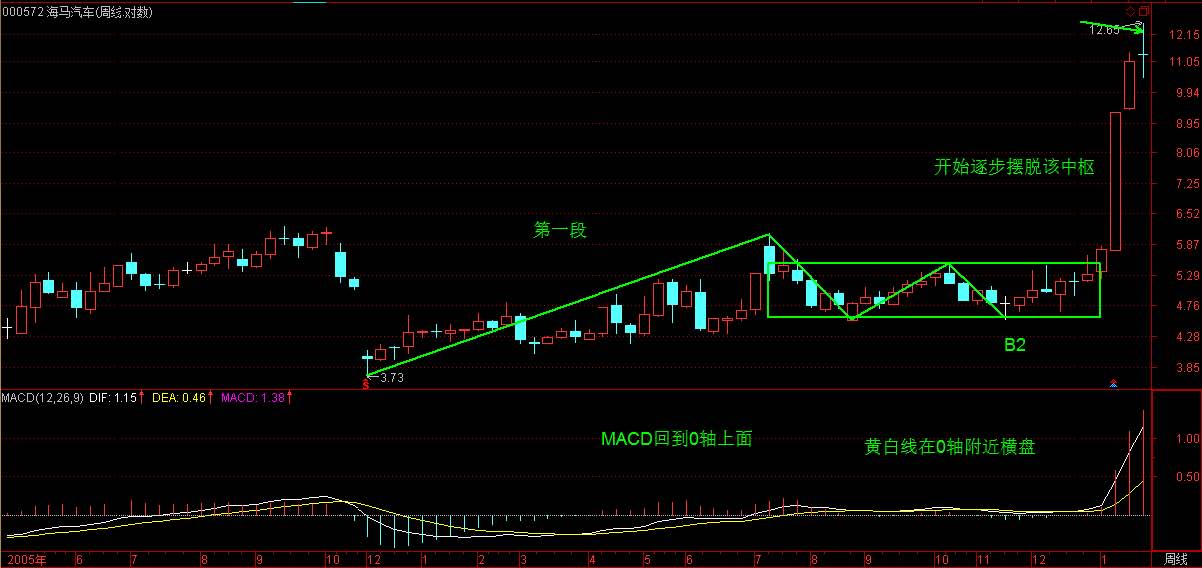 000572 海马汽车(周线.对数)
12.65
12.15
11.05
9.94
8.95
8.06
开始逐步摆脱该中枢
7.25
6.52
第一段
5.87
5.29
4.76
4.28
B2
3.85
3.73
S
MACD(12,26,9) DIF: 1.15 DEA: 0.46 MACD: 1.38
MACD回到0轴上面
黄白线在0轴附近横盘
1.00
0.50
2005年 6 7 8 9 10 12 1 2 3 4 5 6 7 8 9 10 11 12 1 周线